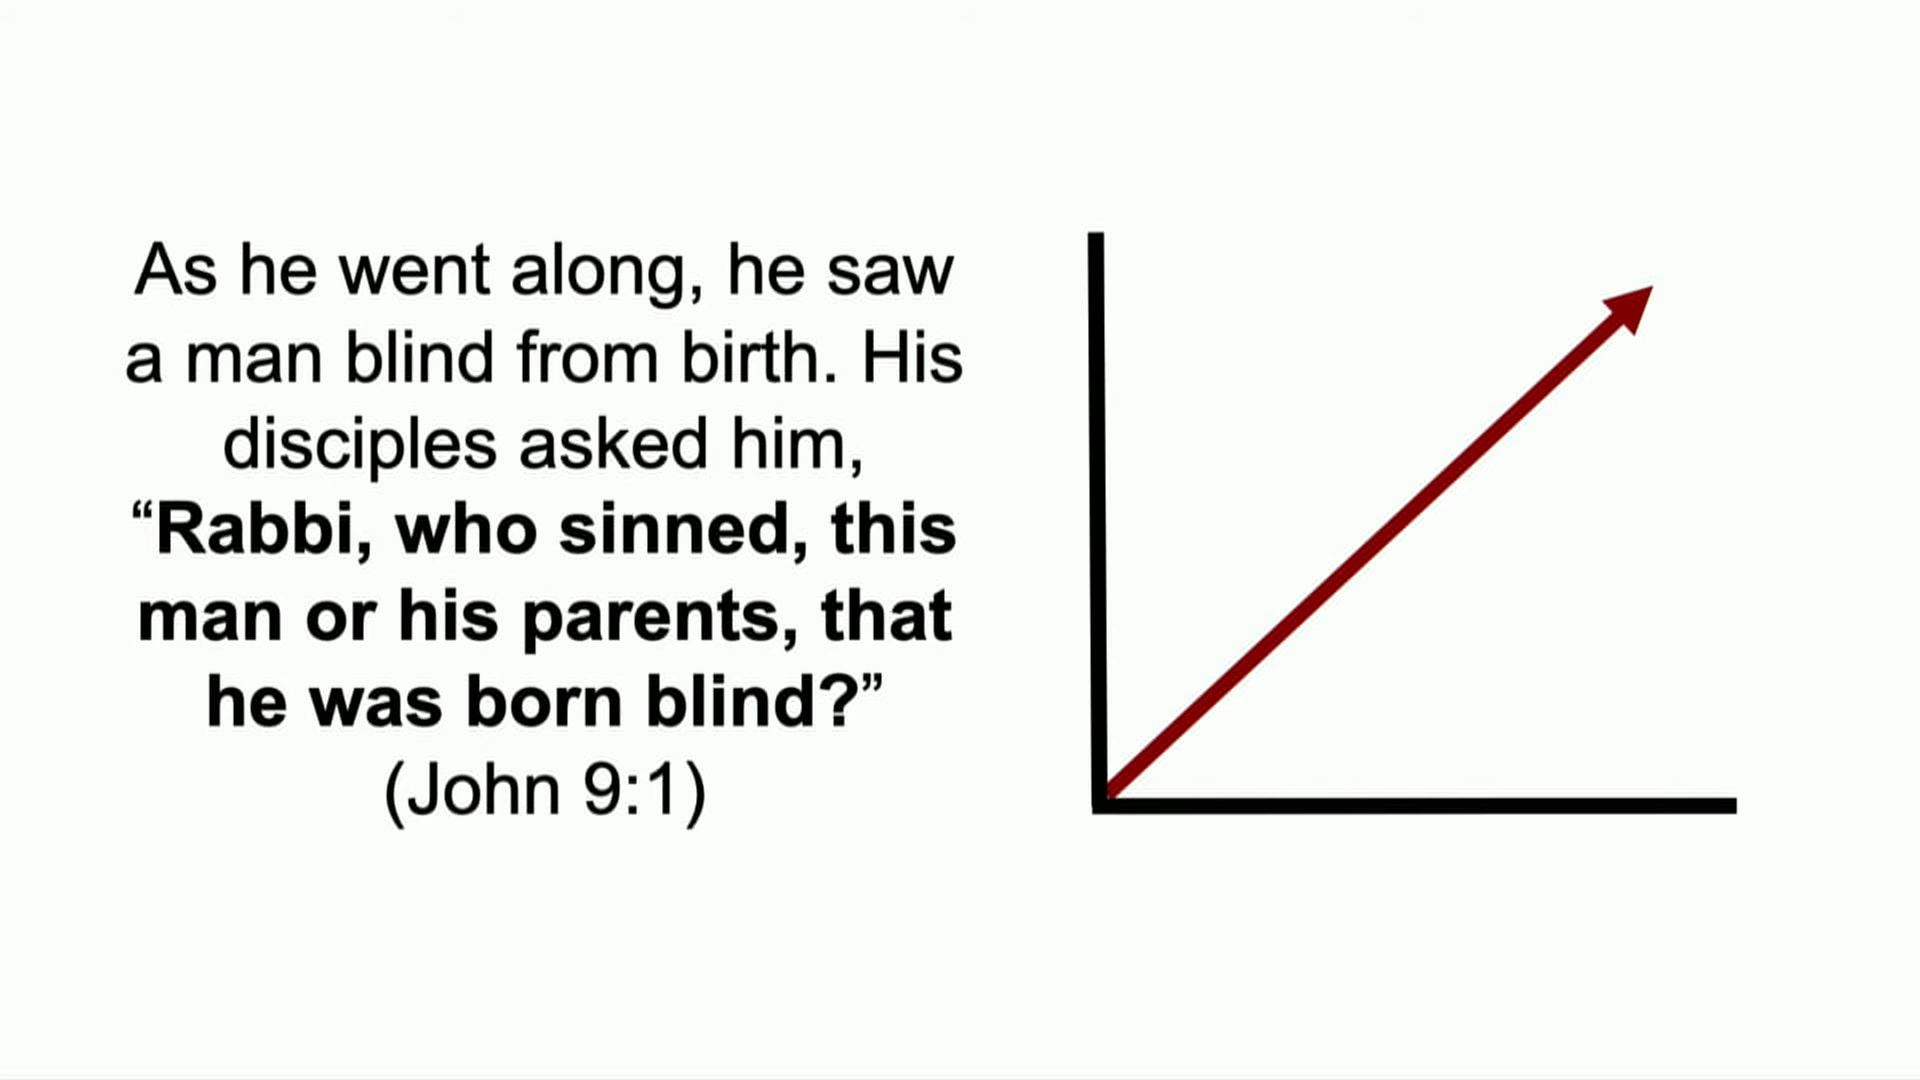 As he went along, he saw
a man blind from birth. His
disciples asked him,
“Rabbi, who sinned, this
man or his parents, that
he was born blind?”
(John 9:1)